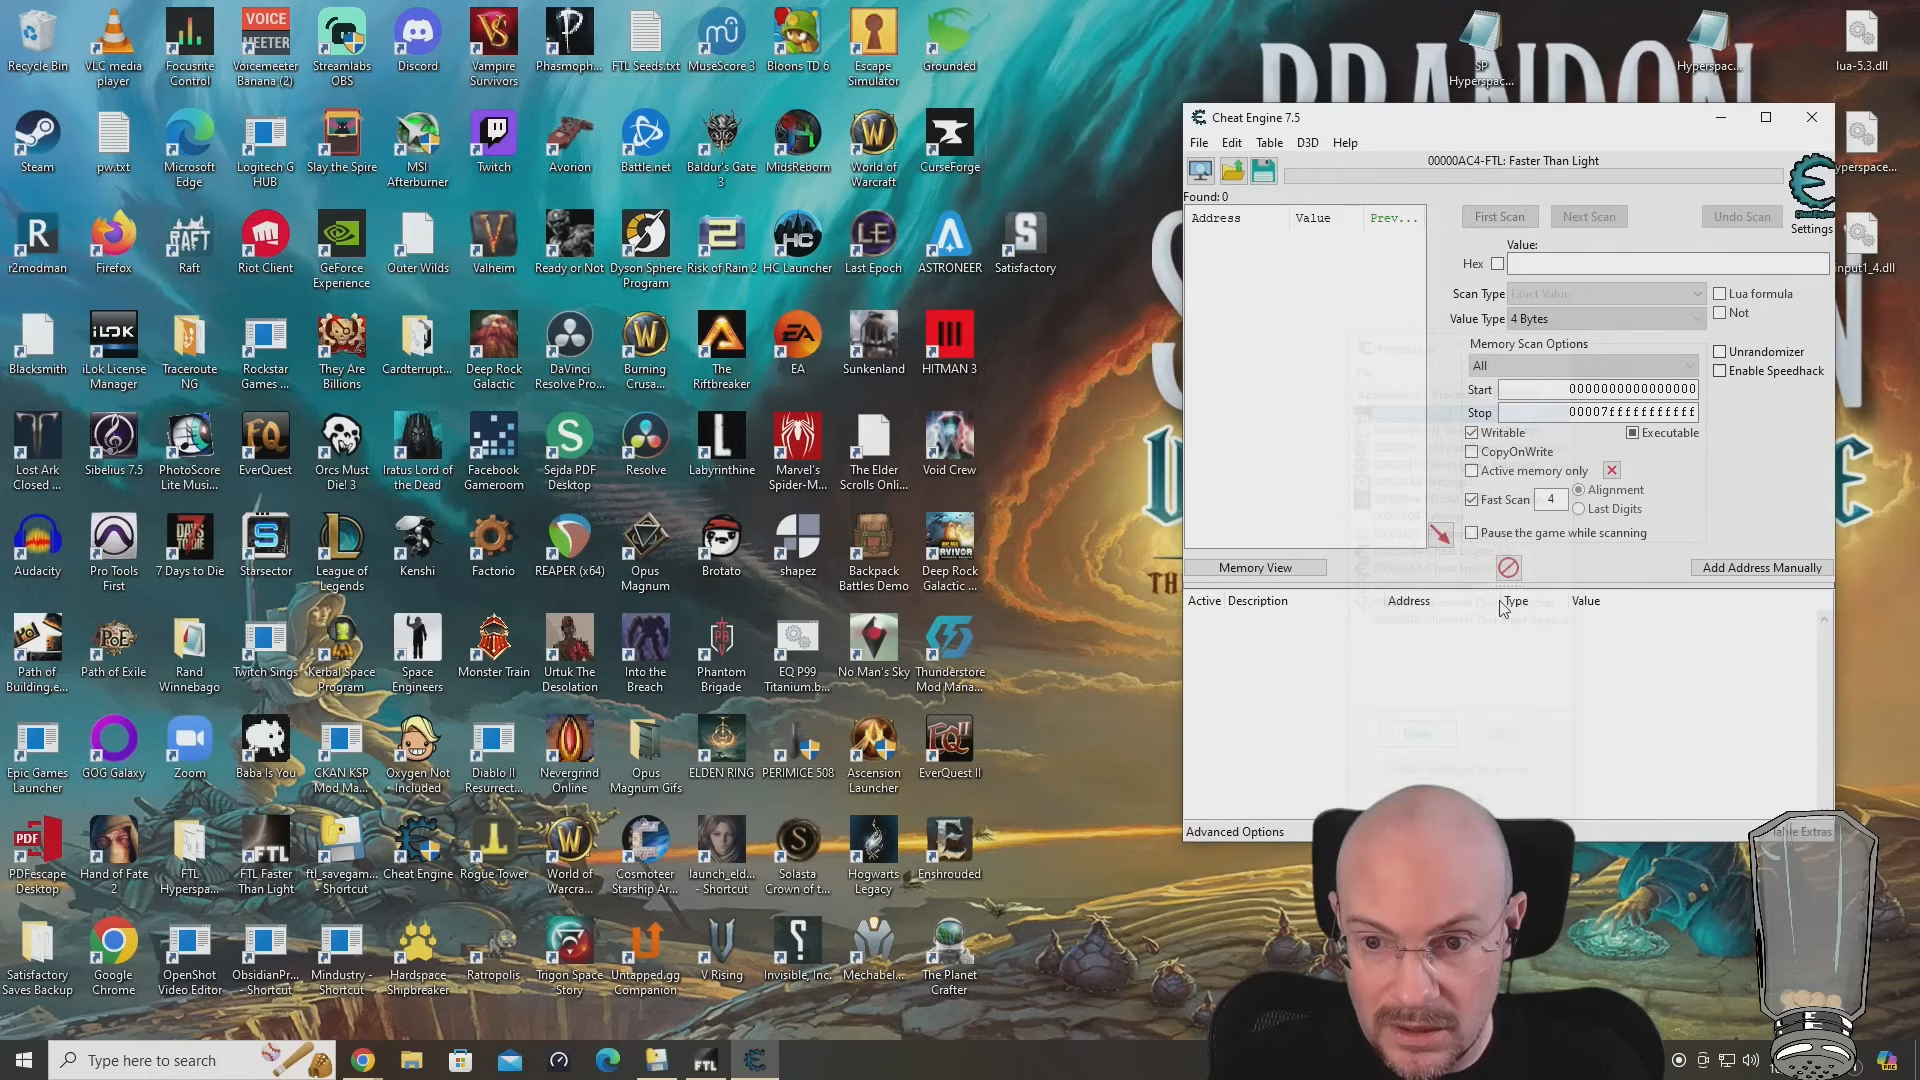 Recycle Bin
VLC media
player
Focusrite
Control
VOICE
MEETER
Voicemeeter
Banana (2)
Streamlabs
OBS
Discord
Vampire
Survivors
Phasmoph...
FTL Seeds.txt
MuseScore 3
Bloons TD 6
Escape
Simulator
Grounded
SP
Hyperspac...
Hyperspac...
lua-5.3.dll
BRANDON
Steam
pw.txt
Microsoft
Edge
Logitech G
HUB
Slay the Spire
MSI
Afterburner
Twitch
Avorion
Battle.net
Baldur's Gate
3
MidsReborn
World of
Warcraft
CurseForge
r2modman
Firefox
RAFT
Raft
Riot Client
GeForce
Experience
Outer Wilds
Valheim
Ready or Not
Dyson Sphere
Program
Risk of Rain 2
HC Launcher
Last Epoch
ASTRONEER
Satisfactory
Blacksmith
iLOK
iLok License
Manager
Traceroute
NG
Rockstar
Games ...
They Are
Billions
Cardterrupt...
Deep Rock
Galactic
DaVinci
Resolve Pro...
Burning
Crusa...
The
Riftbreaker
EA
Sunkenland
HITMAN 3
Lost Ark
Closed ...
Sibelius 7.5
PhotoScore
Lite Musi...
EverQuest
Orcs Must
Die! 3
Iratus Lord of
the Dead
Facebook
Gameroom
Sejda PDF
Desktop
Resolve
Labyrinthine
Marvel's
Spider-M...
The Elder
Scrolls Onli...
Void Crew
Audacity
Pro Tools
First
7 Days to Die
Starsector
League of
Legends
Kenshi
Factorio
REAPER (x64)
Opus
Magnum
Brotato
shapez
Backpack
Battles Demo
Deep Rock
Galactic ...
Path of
Building.e...
Path of Exile
Rand
Winnebago
Twitch Sings
Kerbal Space
Program
Space
Engineers
Monster Train
Urtuk The
Desolation
Into the
Breach
Phantom
Brigade
EQ P99
Titanium.b...
No Man's Sky
Thunderstore
Mod Mana...
Epic Games
Launcher
GOG Galaxy
Zoom
Baba Is You
CKAN KSP
Mod Ma...
Oxygen Not
Included
Diablo II
Resurrect...
Nevergrind
Online
Opus
Magnum Gifs
ELDEN RING
PERIMICE 508
Ascension
Launcher
EverQuest II
PDF
PDFescape
Desktop
Hand of Fate
2
FTL
Hyperspa...
FTL
FTL Faster
Than Light
ftl_savegam...
- Shortcut
Cheat Engine
Rogue Tower
World of
Warcra...
Cosmoteer
Starship Ar...
launch_eld...
- Shortcut
Solasta
Crown of t...
Hogwarts
Legacy
Enshrouded
Satisfactory
Saves Backup
Google
Chrome
OpenShot
Video Editor
ObsidianPr...
- Shortcut
Mindustry -
Shortcut
Hardspace
Shipbreaker
Ratropolis
Trigon Space
Story
Untapped.gg
Companion
V Rising
Invisible, Inc.
Mechabel...
The Planet
Crafter
Cheat Engine 7.5
File Edit Table D3D Help
00000AC4-FTL: Faster Than Light
Found: 0
Address Value Prev...
First Scan Next Scan Undo Scan
Settings
Value:
Hex
Scan Type Exact Value
Lua formula
Value Type 4 Bytes
Not
Memory Scan Options
All
Unrandomizer
Enable Speedhack
Start 0000000000000000
Stop 00007fffffffffff
Writable Executable
CopyOnWrite
Active memory only
Fast Scan 4 Alignment
Last Digits
Pause the game while scanning
Memory View Add Address Manually
Active Description Address Type Value
Advanced Options Table Extras
Type here to search
FTL